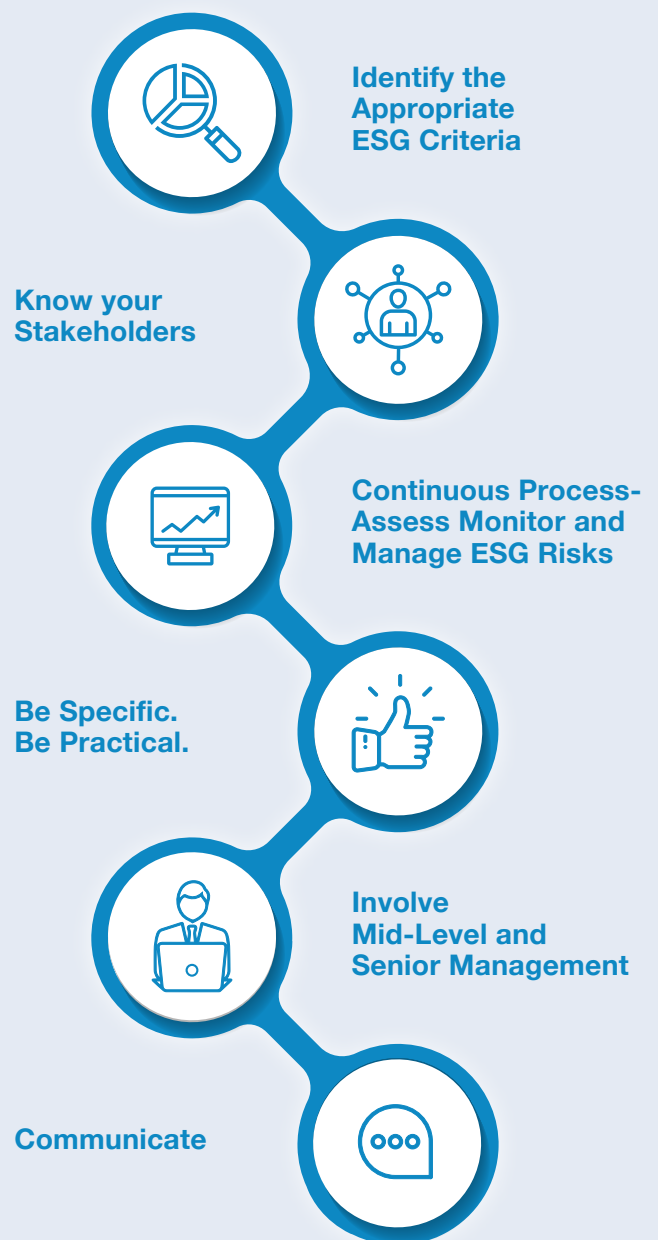 Identify the
Appropriate
ESG Criteria
Know your
Stakeholders
Continuous Process-
Assess Monitor and
Manage ESG Risks
Be Specific.
Be Practical.
Involve
Mid-Level and
Senior Management
Communicate